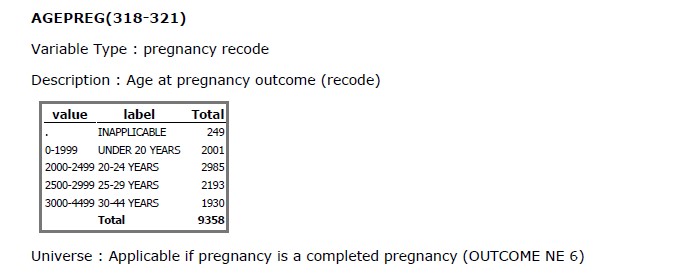 AGEPREG(318-321)
Variable Type : pregnancy recode
Description : Age at pregnancy outcome (recode)
value label Total
. INAPPLICABLE 249
0-1999 UNDER 20 YEARS 2001
2000-2499 20-24 YEARS 2985
2500-2999 25-29 YEARS 2193
3000-4499 30-44 YEARS 1930
Total 9358
Universe : Applicable if pregnancy is a completed pregnancy (OUTCOME NE 6)